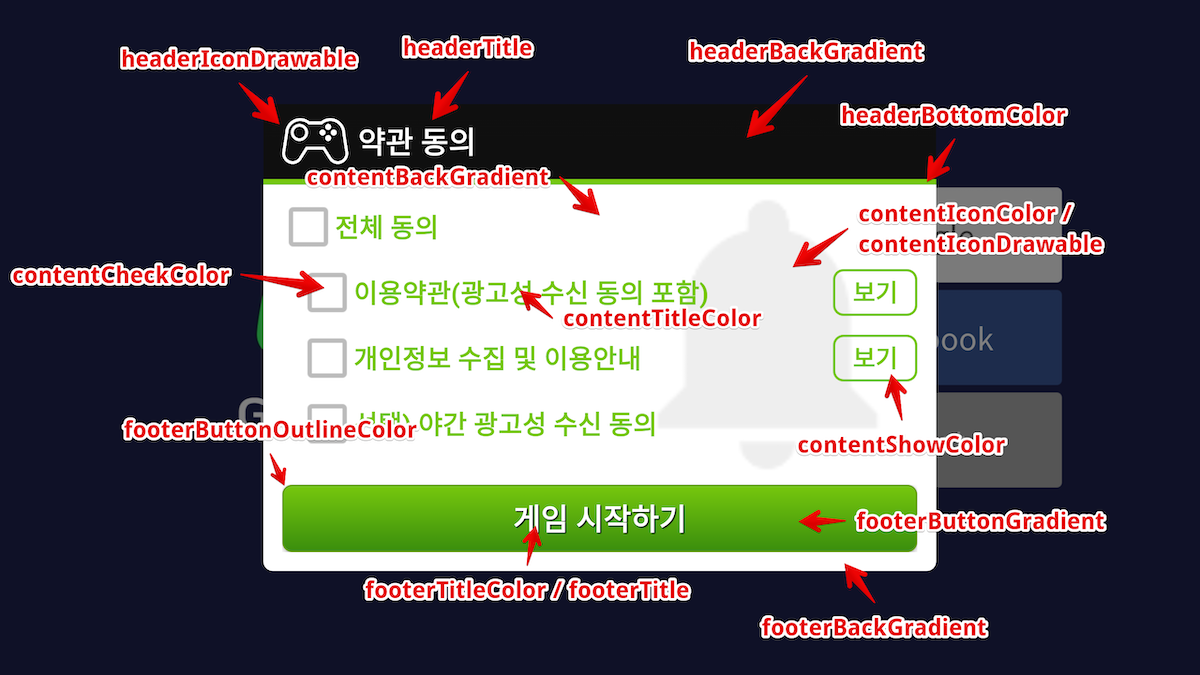 headerIconDrawable
headerTitle
headerBackGradient
headerBottomColor
약관 동의
contentBackGradient
전체 동의
contentIconColor /
contentIconDrawable
contentCheckColor
이용약관(광고성 수신 동의 포함)
보기
contentTitleColor
개인정보 수집 및 이용안내
보기
book
G
야간 광고성 수신 동의
footerButtonOutlineColor
contentShowColor
게임 시작하기
footerButtonGradient
footerTitleColor / footerTitle
footerBackGradient